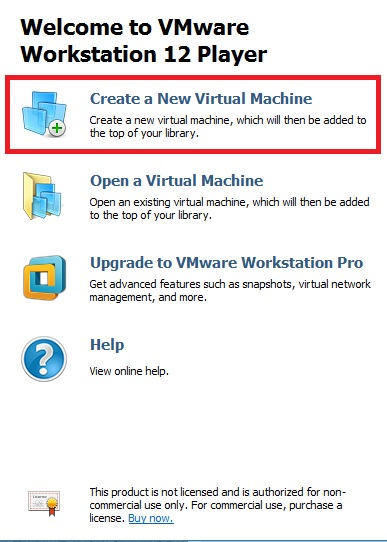 Welcome to VMware
Workstation 12 Player
Create a New Virtual Machine
Create a new virtual machine, which will then be added to
the top of your library.
Open a Virtual Machine
Open an existing virtual machine, which will then be added
to the top of your library.
Upgrade to VMware Workstation Pro
Get advanced features such as snapshots, virtual network
management, and more.
Help
View online help.
This product is not licensed and is authorized for non-
commercial use only. For commercial use, purchase a
license. Buy now.